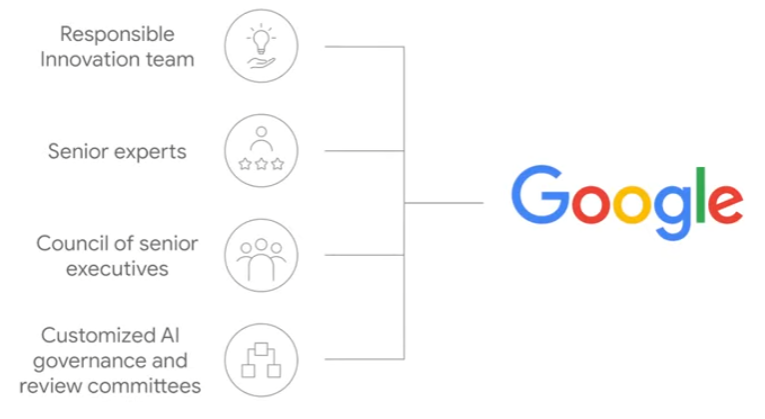 Responsible
Innovation team
Senior experts
Council of senior
executives
Customized AI
governance and
review committees
Google